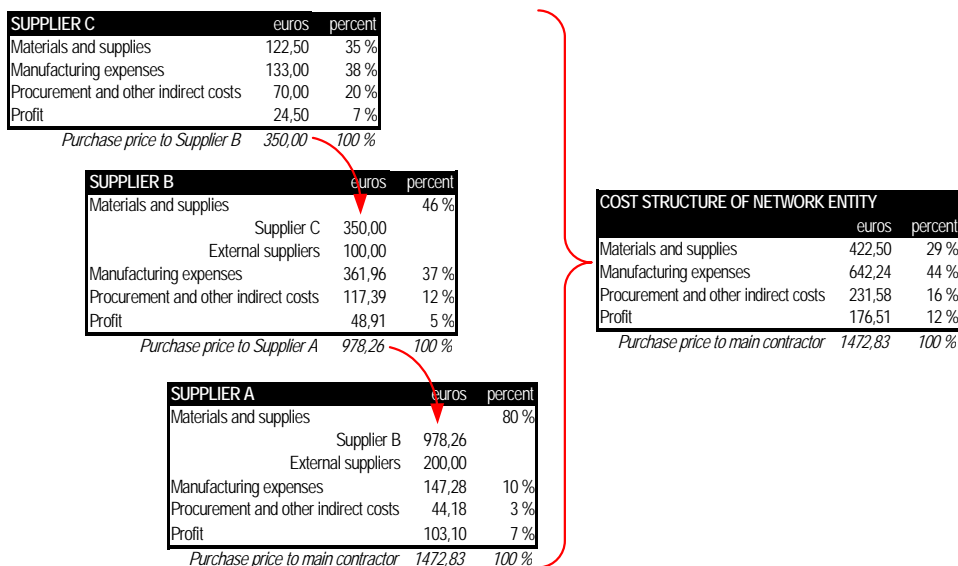 SUPPLIER C euros percent
Materials and supplies 122,50 35 %
Manufacturing expenses 133,00 38 %
Procurement and other indirect costs 70,00 20 %
Profit 24,50 7 %
Purchase price to Supplier B 350,00 100 %
SUPPLIER B euros percent
Materials and supplies 46 %
Supplier C 350,00
External suppliers 100,00
Manufacturing expenses 361,96 37 %
Procurement and other indirect costs 117,39 12 %
Profit 48,91 5 %
Purchase price to Supplier A 978,26 100 %
SUPPLIER A euros percent
Materials and supplies 80 %
Supplier B 978,26
External suppliers 200,00
Manufacturing expenses 147,28 10 %
Procurement and other indirect costs 44,18 3 %
Profit 103,10 7 %
Purchase price to main contractor 1472,83 100 %
COST STRUCTURE OF NETWORK ENTITY
euros percent
Materials and supplies 422,50 29 %
Manufacturing expenses 642,24 44 %
Procurement and other indirect costs 231,58 16 %
Profit 176,51 12 %
Purchase price to main contractor 1472,83 100 %